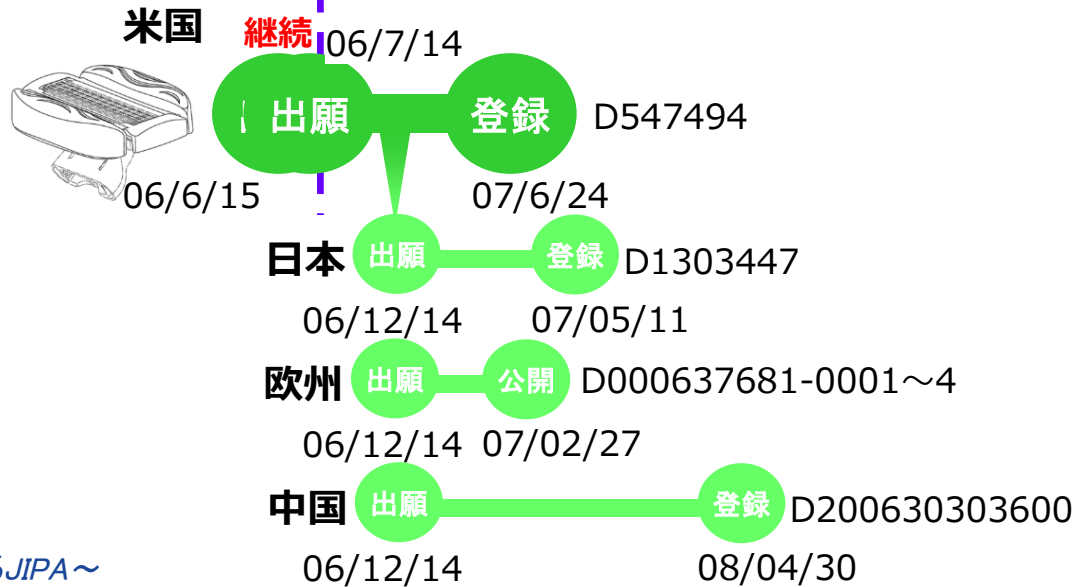 米国 継続 06/7/14
出願 登録 D547494
06/6/15 07/6/24
日本 出願 登録 D1303447
06/12/14 07/05/11
欧州 出願 公開 D000637681-0001～4
06/12/14 07/02/27
中国 出願 登録 D200630303600
06/12/14 08/04/30
JIPA～